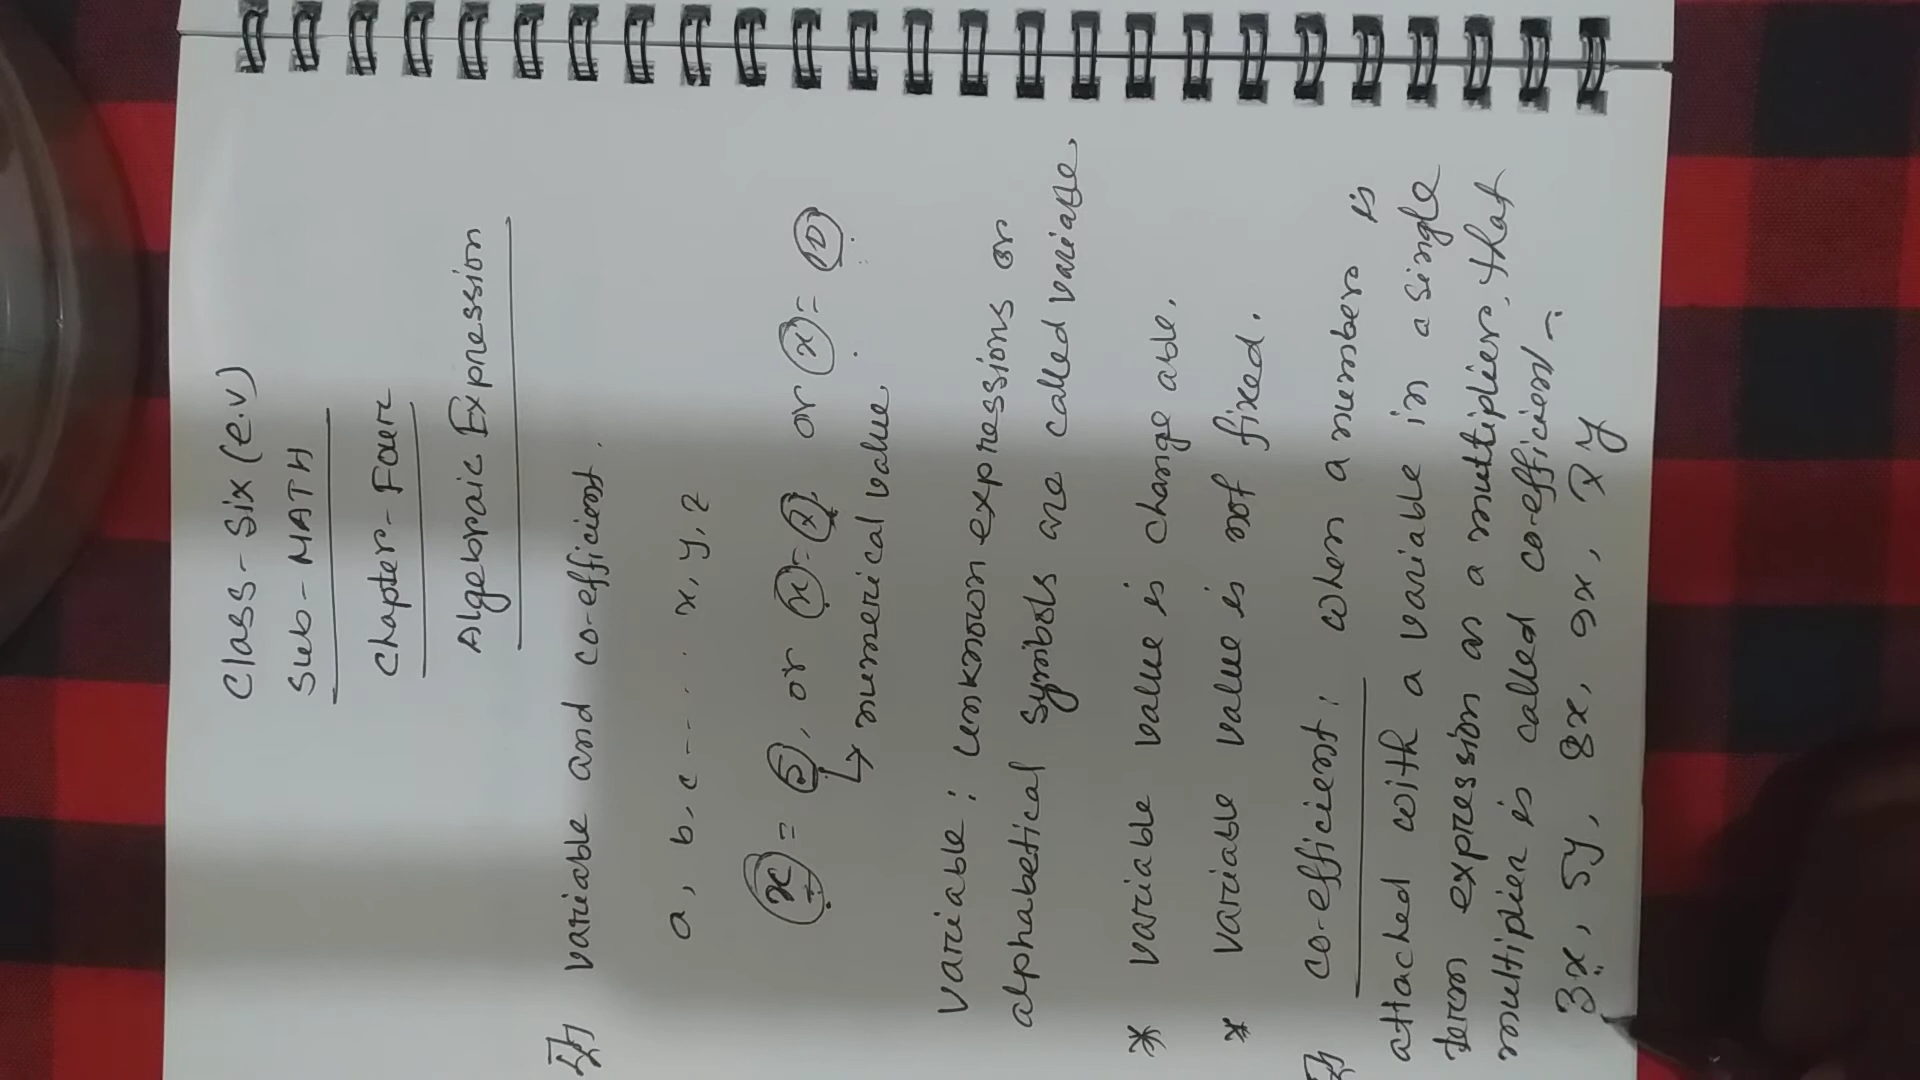 Class - Six (e.v)
Sub - MATH
Chapter - Four
Algebraic Expression
variable and co-efficient.
a, b, c --- ... x, y, z
x = 5, or x = 7 or x = 10
↳ numerical value
Variable : unknown expressions or
alphabetical symbols are called variable,
* variable value is change able.
* variable value is not fixed.
co-efficient : when a number is
attached with a variable in a single
term expression as a multiplier, that
multiplier is called co-efficient -
3x, 5y, 8x, 9x, 7y